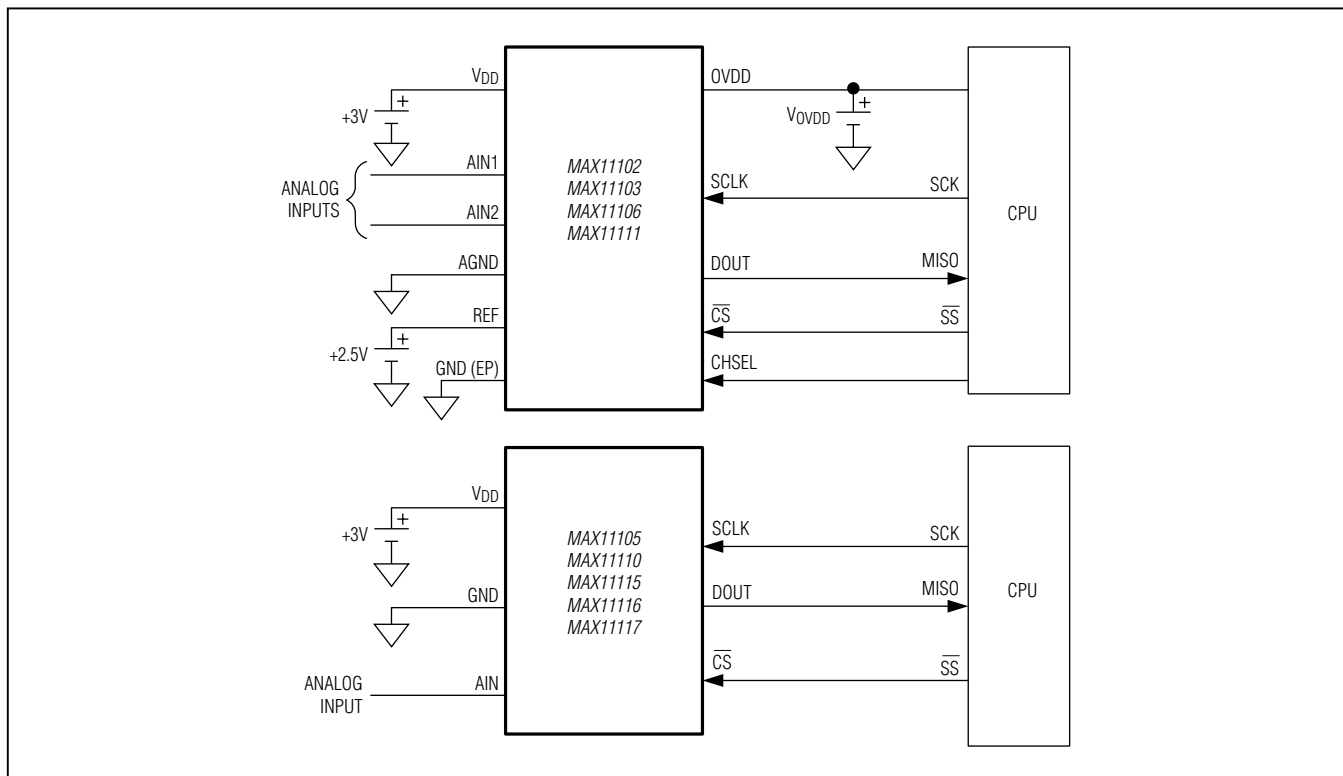 VDD
+
+3V
AIN1
ANALOG
INPUTS
AIN2
AGND
REF
+
+2.5V
GND (EP)
MAX11102
MAX11103
MAX11106
MAX11111
OVDD
+
VOVDD
SCLK
SCK
DOUT
MISO
CS
SS
CHSEL
CPU
VDD
+
+3V
GND
ANALOG
INPUT
AIN
MAX11105
MAX11110
MAX11115
MAX11116
MAX11117
SCLK
SCK
DOUT
MISO
CS
SS
CPU